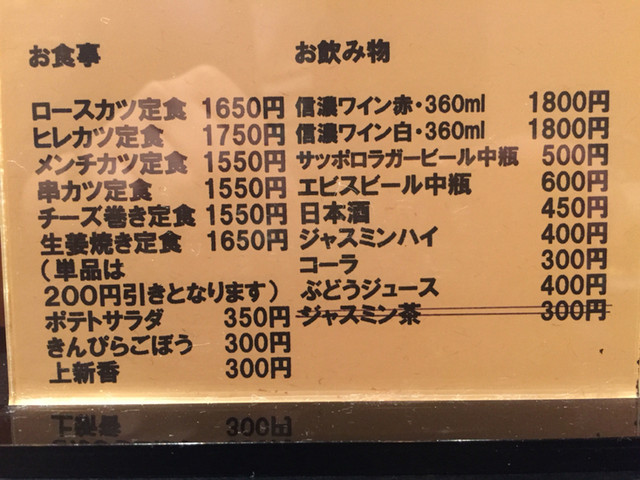 お食事
ロースカツ定食 1650円
ヒレカツ定食 1750円
メンチカツ定食 1550円
串カツ定食 1550円
チーズ巻き定食 1550円
生姜焼き定食 1650円
(単品は
200円引きとなります)
ポテトサラダ 350円
きんぴらごぼう 300円
上新香 300円
お飲み物
信濃ワイン赤・360ml 1800円
信濃ワイン白・360ml 1800円
サッポロラガービール中瓶 500円
エビスビール中瓶 600円
日本酒 450円
ジャスミンハイ 400円
コーラ 300円
ぶどうジュース 400円
ジャスミン茶 300円